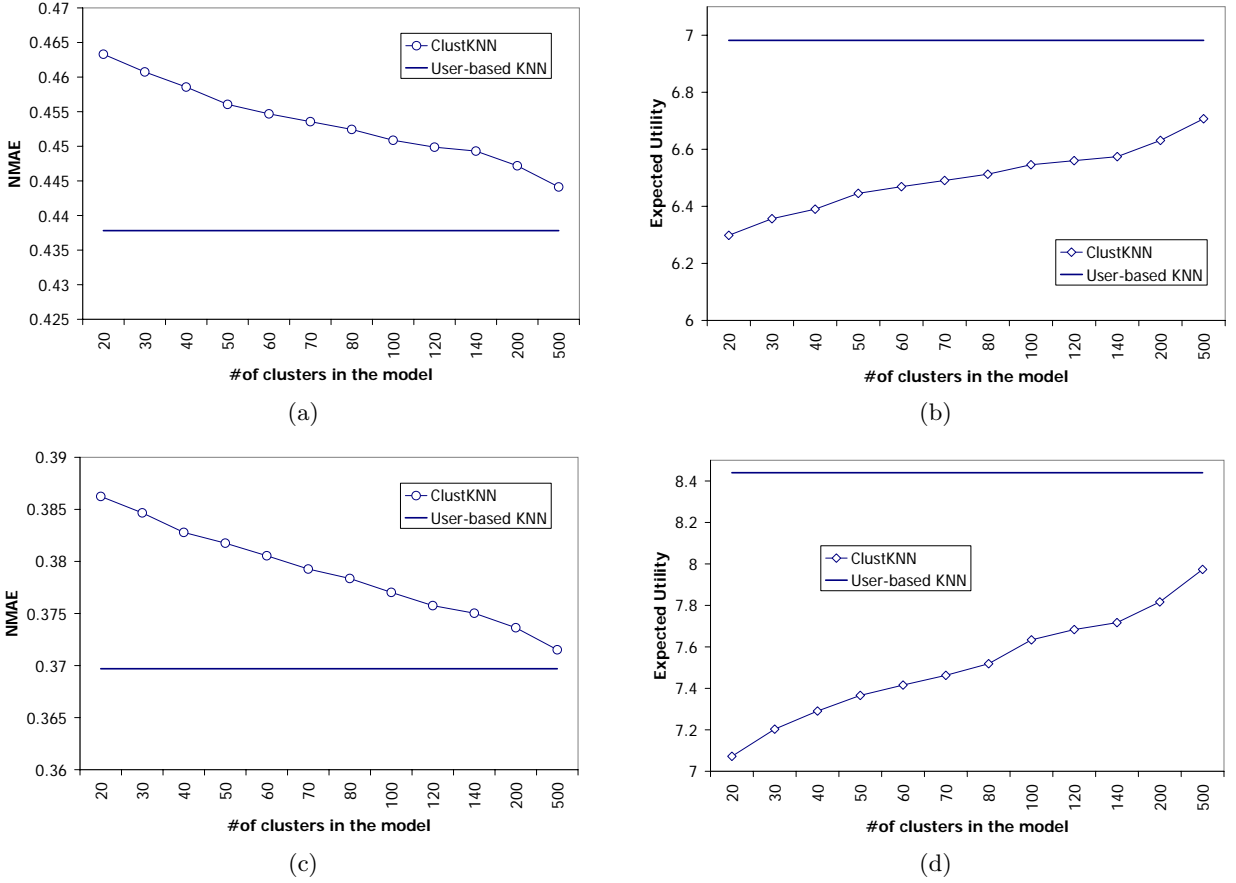 0.47
0.465
0.46
0.455
0.45
0.445
0.44
0.435
0.43
0.425
NMAE
ClustKNN
User-based KNN
20 30 40 50 60 70 80 100 120 140 200 500
#of clusters in the model
(a)
7
6.8
6.6
6.4
6.2
6
Expected Utility
ClustKNN
User-based KNN
20 30 40 50 60 70 80 100 120 140 200 500
#of clusters in the model
(b)
0.39
0.385
0.38
0.375
0.37
0.365
0.36
NMAE
ClustKNN
User-based KNN
20 30 40 50 60 70 80 100 120 140 200 500
#of clusters in the model
(c)
8.4
8.2
8
7.8
7.6
7.4
7.2
7
Expected Utility
ClustKNN
User-based KNN
20 30 40 50 60 70 80 100 120 140 200 500
#of clusters in the model
(d)